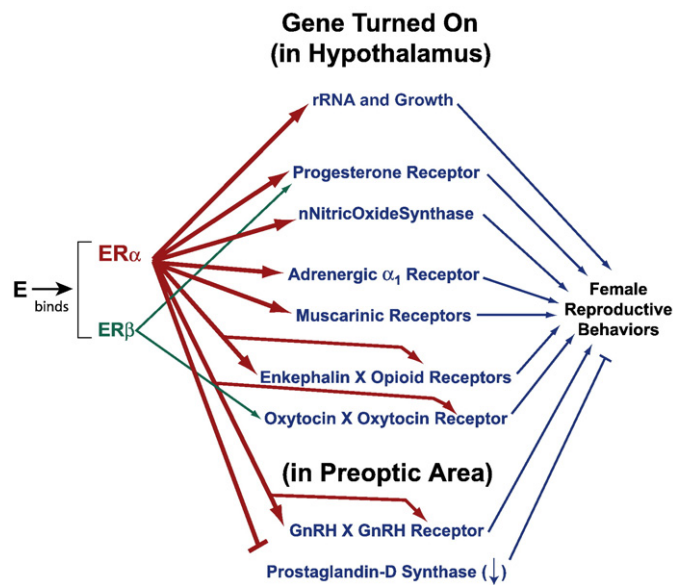 Gene Turned On
(in Hypothalamus)
rRNA and Growth
Progesterone Receptor
nNitricOxideSynthase
ERα
Adrenergic α₁ Receptor
E
binds
Female
Reproductive
Behaviors
Muscarinic Receptors
ERβ
Enkephalin X Opioid Receptors
Oxytocin X Oxytocin Receptor
(in Preoptic Area)
GnRH X GnRH Receptor
Prostaglandin-D Synthase (↓)